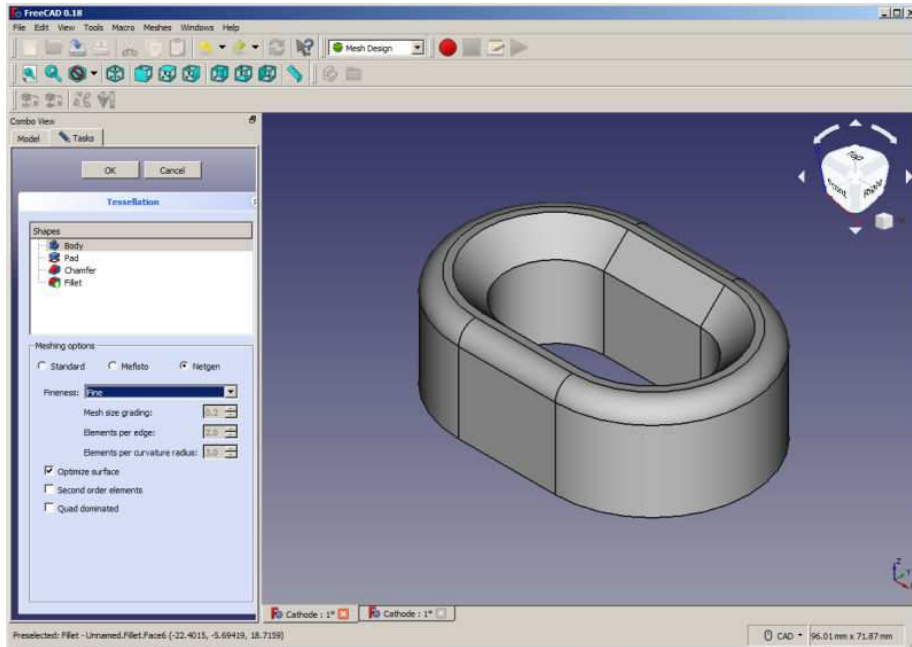 FreeCAD 0.18
File Edit View Tools Macro Meshes Windows Help
Mesh Design
Combo View
Model Tasks
OK Cancel
Tessellation
Shapes
Body
Pad
Chamfer
Fillet
Meshing options
Standard Mefisto Netgen
Fineness: Fine
Mesh size grading: 0.2
Elements per edge: 2.0
Elements per curvature radius: 3.0
Optimize surface
Second order elements
Quad dominated
Top
Front Right
Z
Y
Cathode : 1* Cathode : 1*
Preselected: Fillet - Unnamed.Fillet.Face6 (-22.4015, -5.69419, 18.7159) CAD 96.01 mm x 71.87 mm